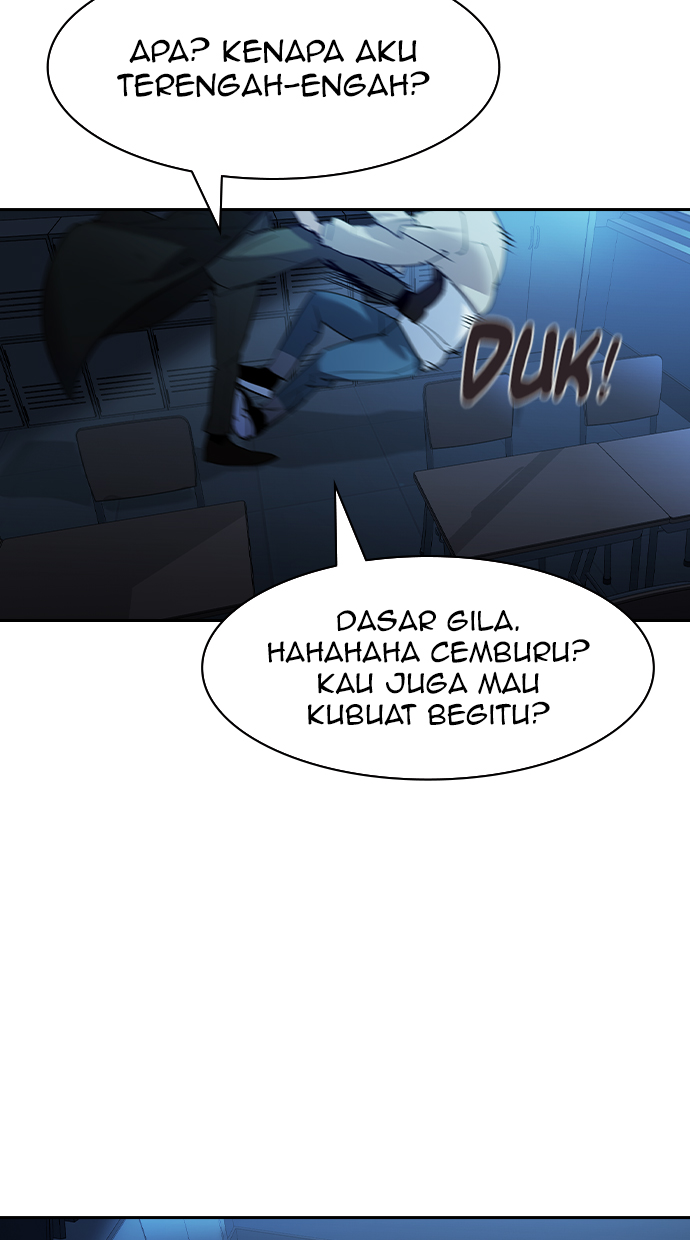 APA? KENAPA AKU
TERENGAH-ENGAH?
DUK!
DASAR GILA.
HAHAHAHA CEMBURU?
KAU JUGA MAU
KUBUAT BEGITU?